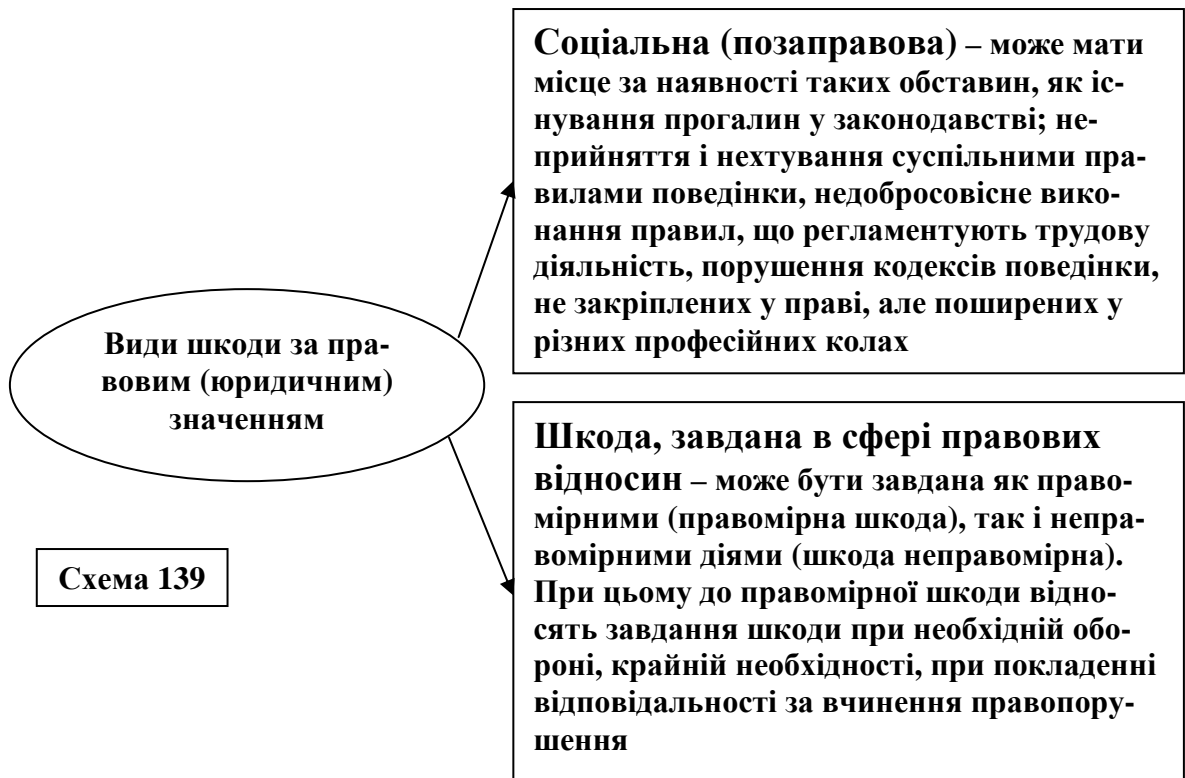 Соціальна (позаправова) – може мати
місце за наявності таких обставин, як іс-
нування прогалин у законодавстві; не-
прийняття і нехтування суспільними пра-
вилами поведінки, недобросовісне вико-
нання правил, що регламентують трудову
діяльність, порушення кодексів поведінки,
не закріплених у праві, але поширених у
різних професійних колах
Види шкоди за пра-
вовим (юридичним)
значенням
Шкода, завдана в сфері правових
відносин – може бути завдана як право-
мірними (правомірна шкода), так і непра-
вомірними діями (шкода неправомірна).
При цьому до правомірної шкоди відно-
сять завдання шкоди при необхідній обо-
роні, крайній необхідності, при покладенні
відповідальності за вчинення правопору-
шення
Схема 139